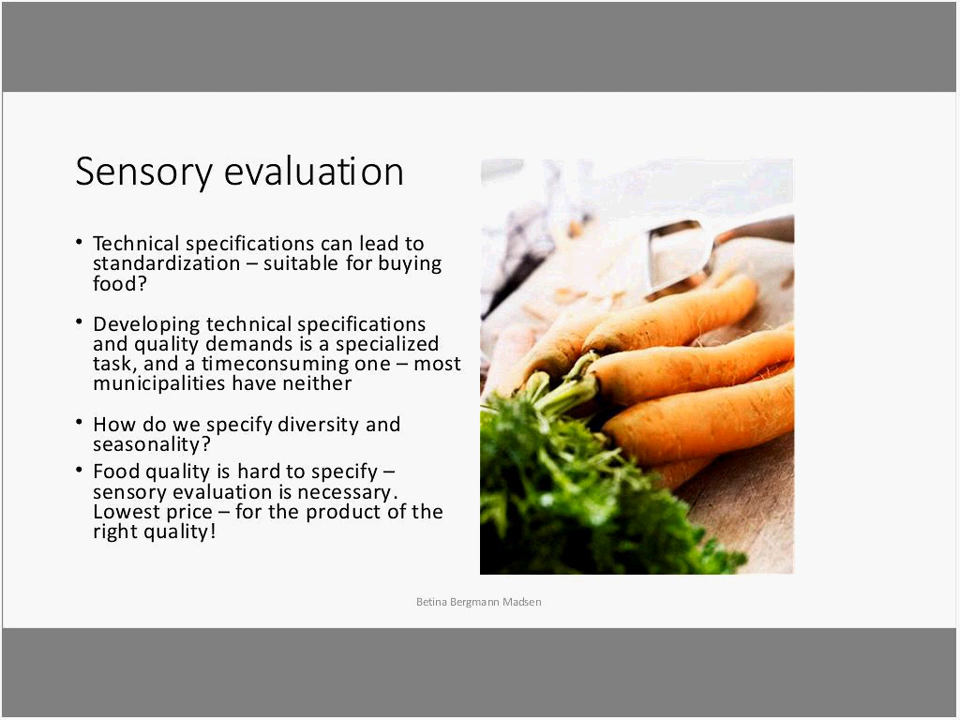 Sensory evaluation
• Technical specifications can lead to
standardization – suitable for buying
food?
• Developing technical specifications
and quality demands is a specialized
task, and a timeconsuming one – most
municipalities have neither
• How do we specify diversity and
seasonality?
• Food quality is hard to specify –
sensory evaluation is necessary.
Lowest price – for the product of the
right quality!
Betina Bergmann Madsen